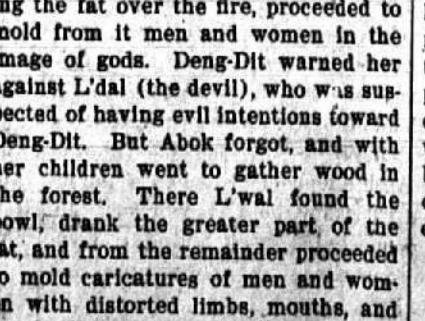 ng the fat over the fire, proceeded to
mold from it men and women in the
mage of gods. Deng-Dit warned her
against L'dal (the devil), who was sus-
pected of having evil intentions toward
Deng-Dit. But Abok forgot, and with
her children went to gather wood in
the forest. There L'wal found the
bowl, drank the greater part of the
fat, and from the remainder proceeded
to mold caricatures of men and wom-
n with distorted limbs, mouths, and